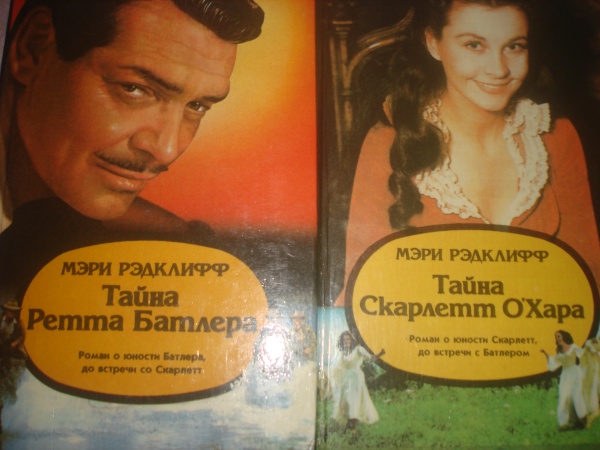 МЭРИ РЭДКЛИФФ
Тайна
Ретта Батлера
Роман о юности Батлера,
до встречи со Скарлетт
МЭРИ РЭДКЛИФФ
Тайна
Скарлетт О'Хара
Роман о юности Скарлетт,
до встречи с Батлером